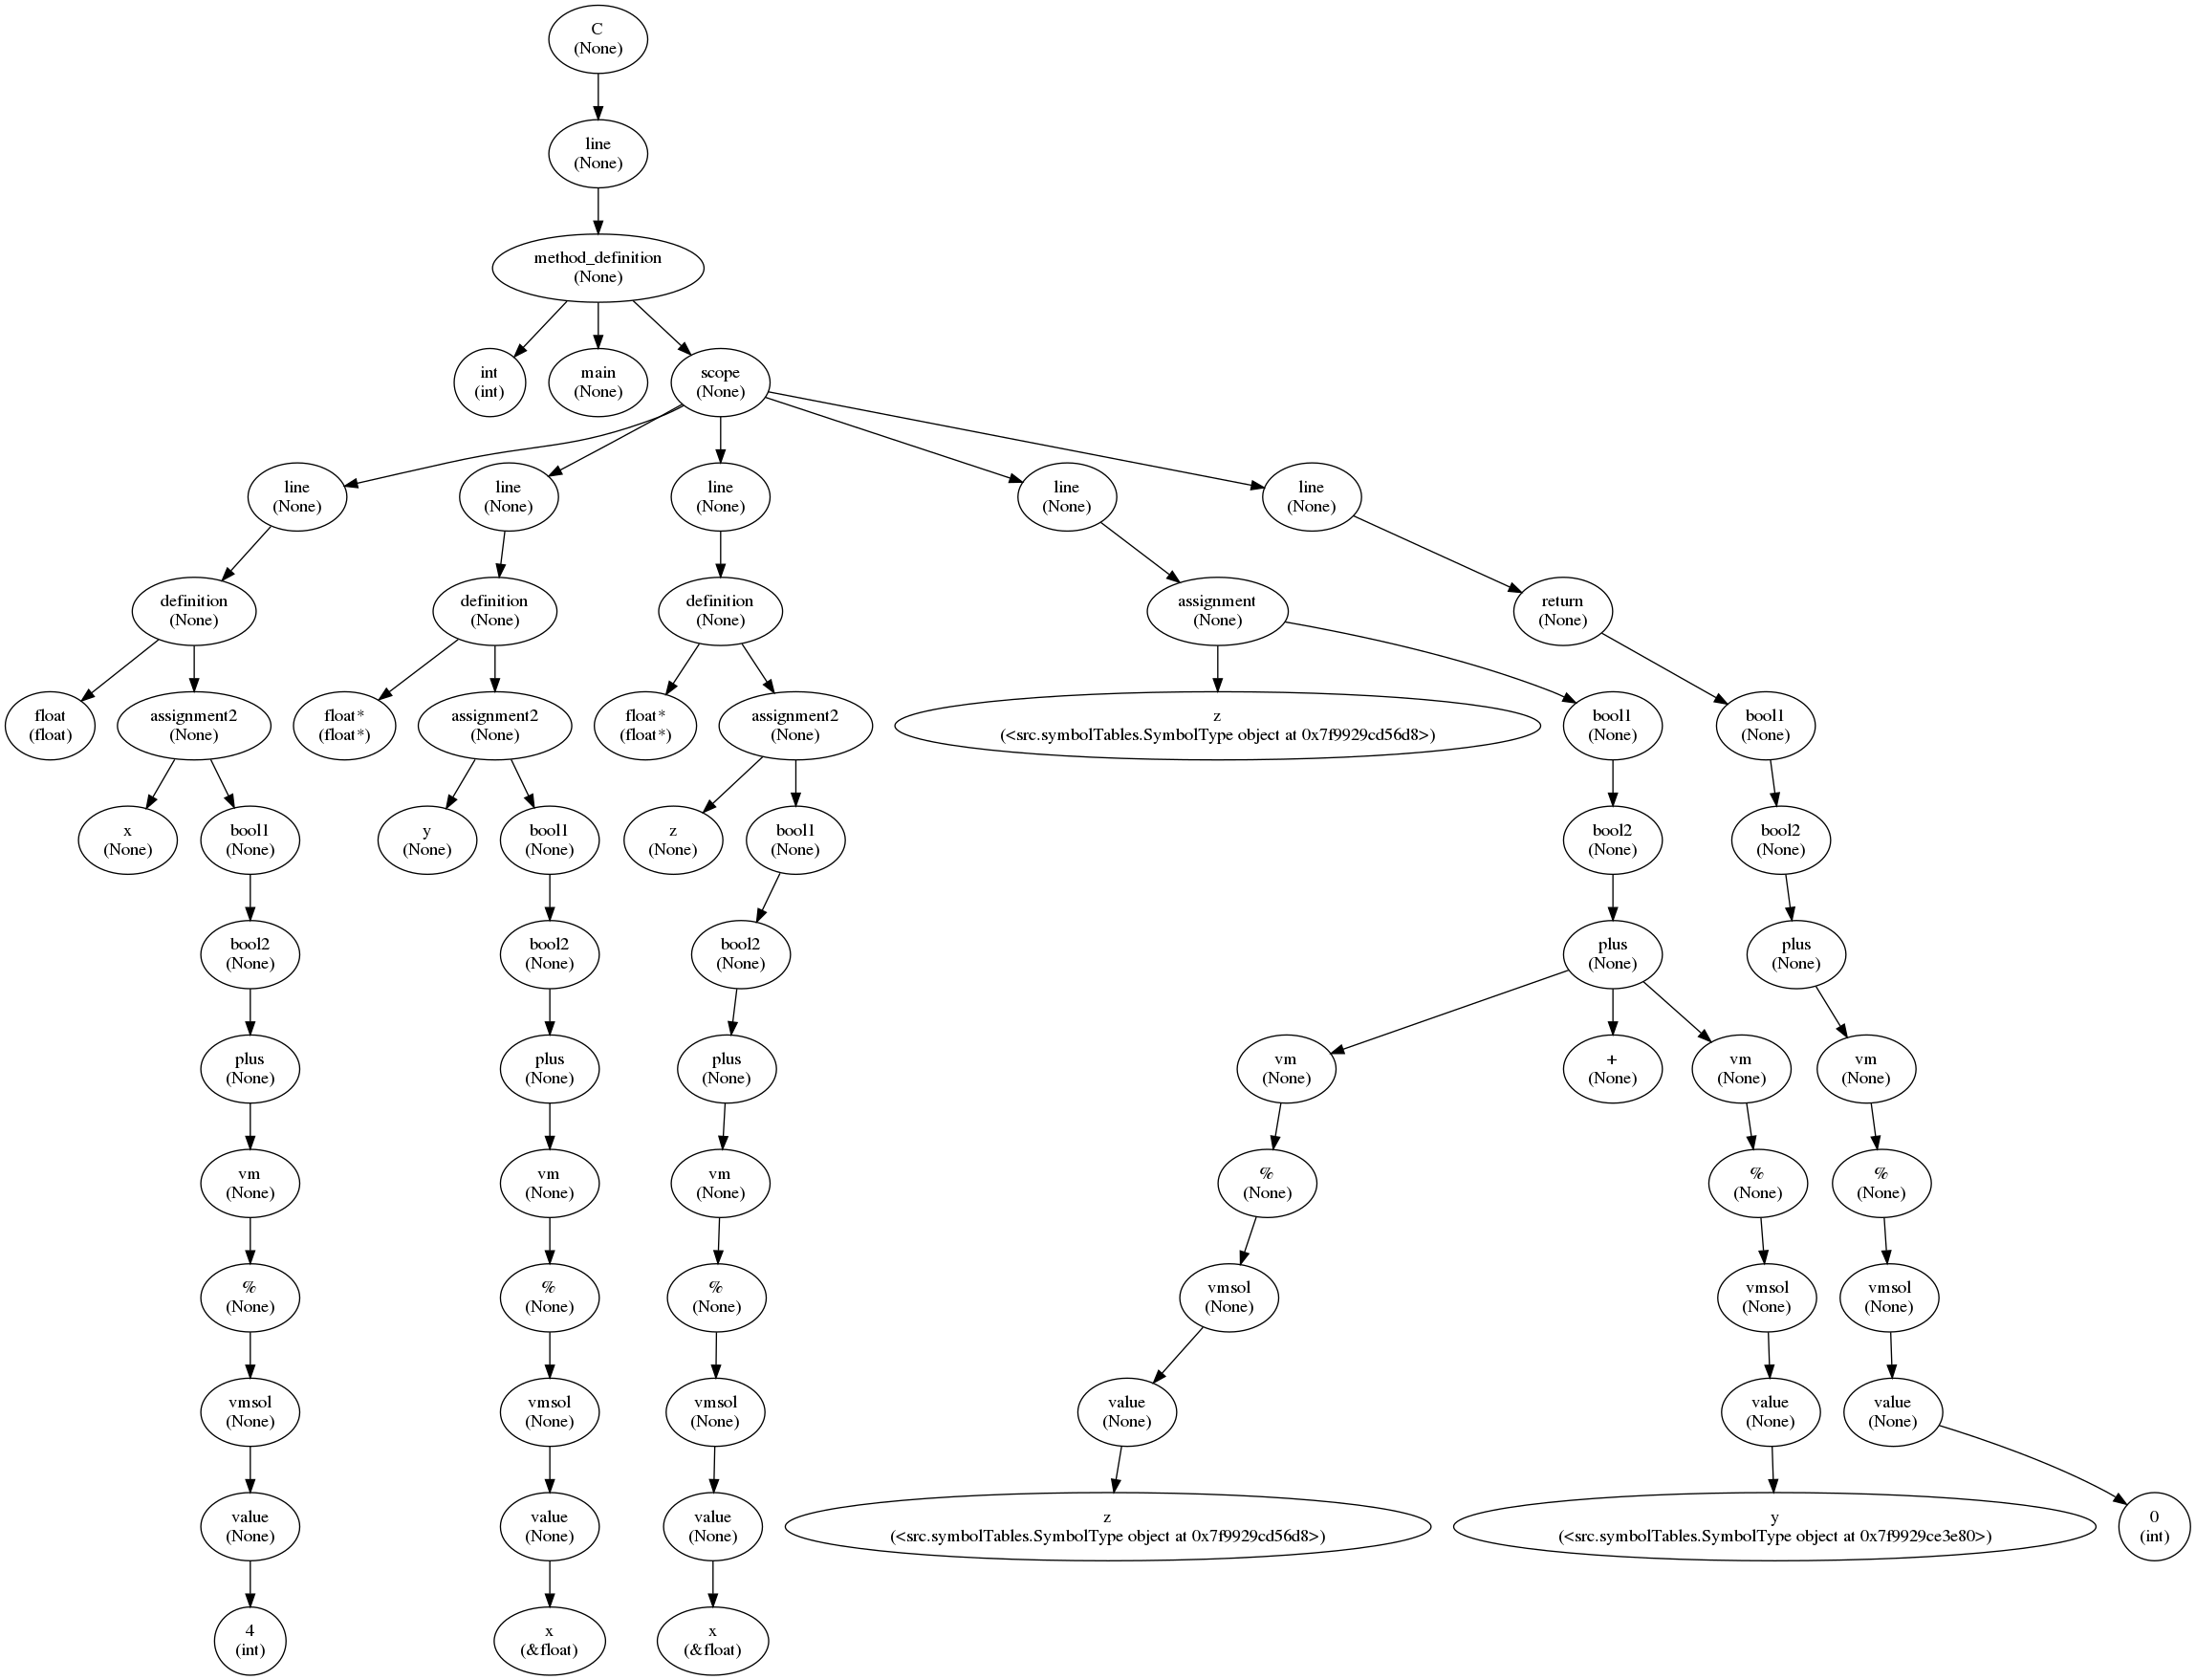 C
(None)
line
(None)
method_definition
(None)
int
(int)
main
(None)
scope
(None)
line
(None)
line
(None)
line
(None)
line
(None)
line
(None)
definition
(None)
definition
(None)
definition
(None)
assignment
(None)
return
(None)
float
(float)
assignment2
(None)
float*
(float*)
assignment2
(None)
float*
(float*)
assignment2
(None)
z
(<src.symbolTables.SymbolType object at 0x7f9929cd56d8>)
bool1
(None)
bool1
(None)
x
(None)
bool1
(None)
y
(None)
bool1
(None)
z
(None)
bool1
(None)
bool2
(None)
bool2
(None)
bool2
(None)
bool2
(None)
bool2
(None)
plus
(None)
plus
(None)
plus
(None)
plus
(None)
plus
(None)
vm
(None)
+
(None)
vm
(None)
vm
(None)
vm
(None)
vm
(None)
vm
(None)
%
(None)
%
(None)
%
(None)
%
(None)
%
(None)
%
(None)
vmsol
(None)
vmsol
(None)
vmsol
(None)
vmsol
(None)
vmsol
(None)
vmsol
(None)
value
(None)
value
(None)
value
(None)
value
(None)
value
(None)
value
(None)
z
(<src.symbolTables.SymbolType object at 0x7f9929cd56d8>)
y
(<src.symbolTables.SymbolType object at 0x7f9929ce3e80>)
0
(int)
4
(int)
x
(&float)
x
(&float)